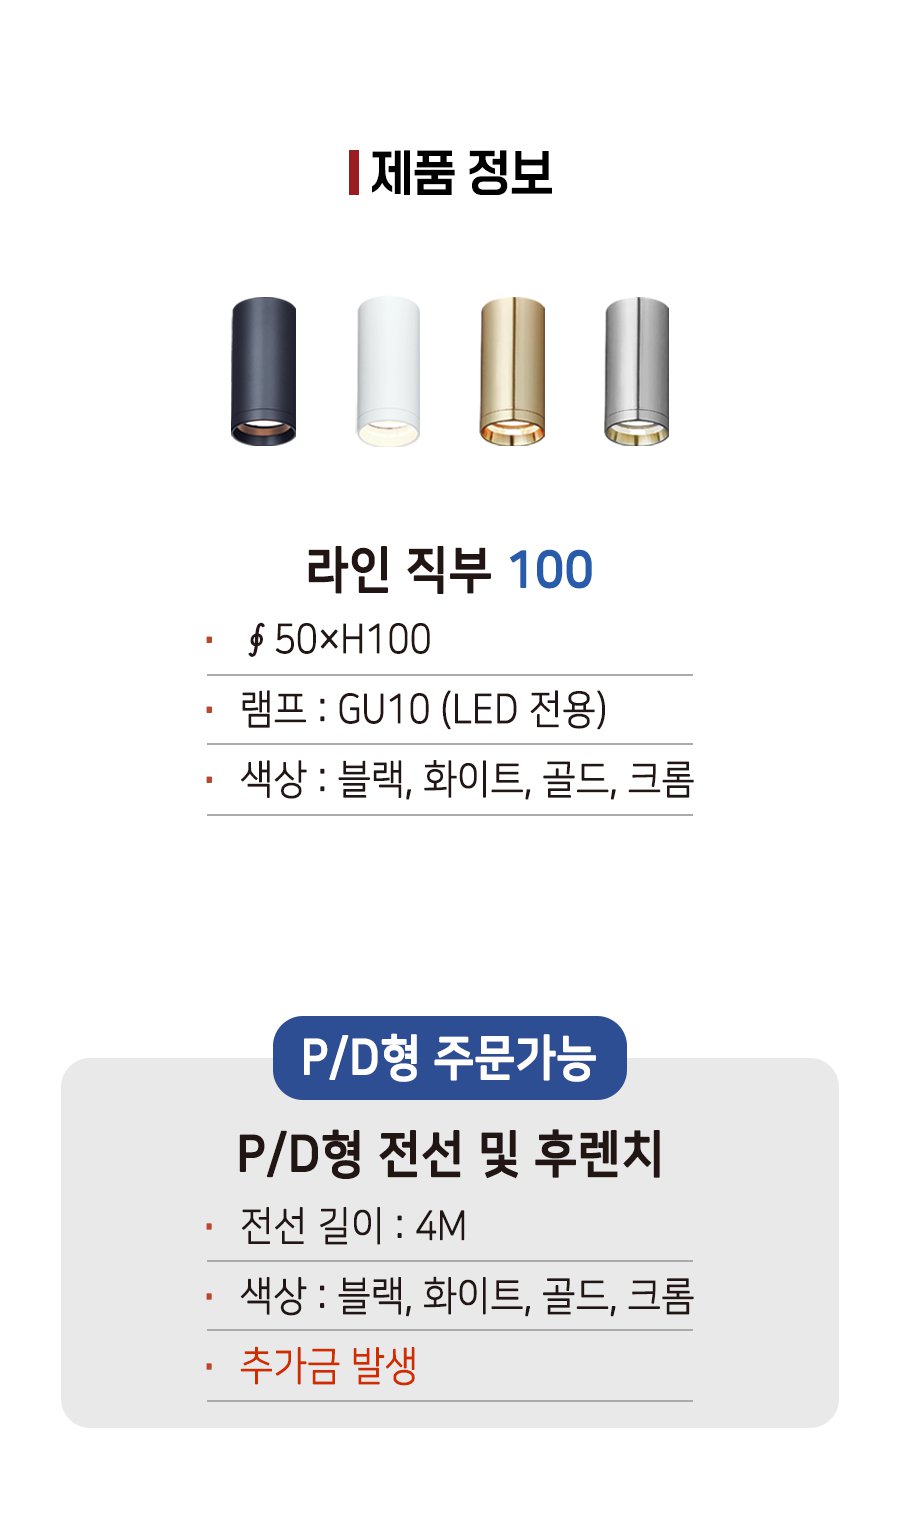 제품 정보
라인 직부 100
· ∮ 50×H100
· 램프 : GU10 (LED 전용)
· 색상 : 블랙, 화이트, 골드, 크롬
P/D형 주문가능
P/D형 전선 및 후렌치
· 전선 길이 : 4M
· 색상 : 블랙, 화이트, 골드, 크롬
· 추가금 발생